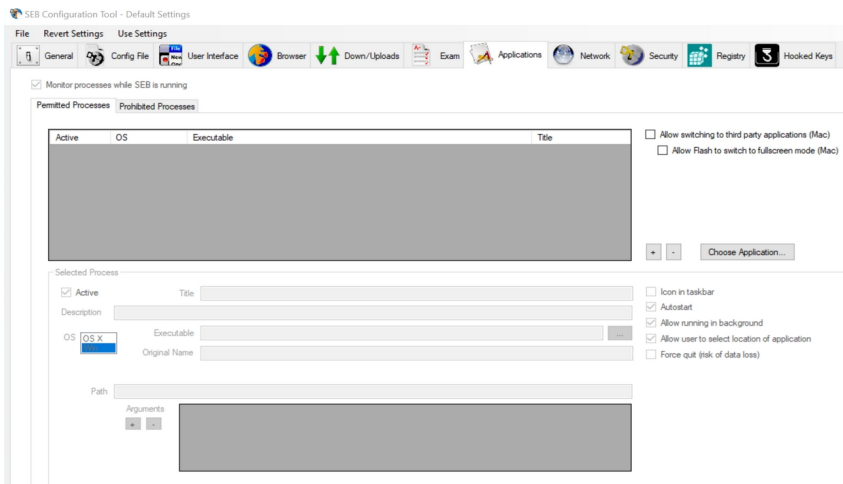 SEB Configuration Tool - Default Settings
File Revert Settings Use Settings
General Config File User Interface Browser Down/Uploads Exam Applications Network Security Registry Hooked Keys
Monitor processes while SEB is running
Permitted Processes Prohibited Processes
Active OS Executable Title
Allow switching to third party applications (Mac)
Allow Flash to switch to fullscreen mode (Mac)
+ - Choose Application...
Selected Process
Active Title Icon in taskbar
Description Autostart
OS OS X Executable ... Allow running in background
Allow user to select location of application
Original Name Force quit (risk of data loss)
Path
Arguments
+ -